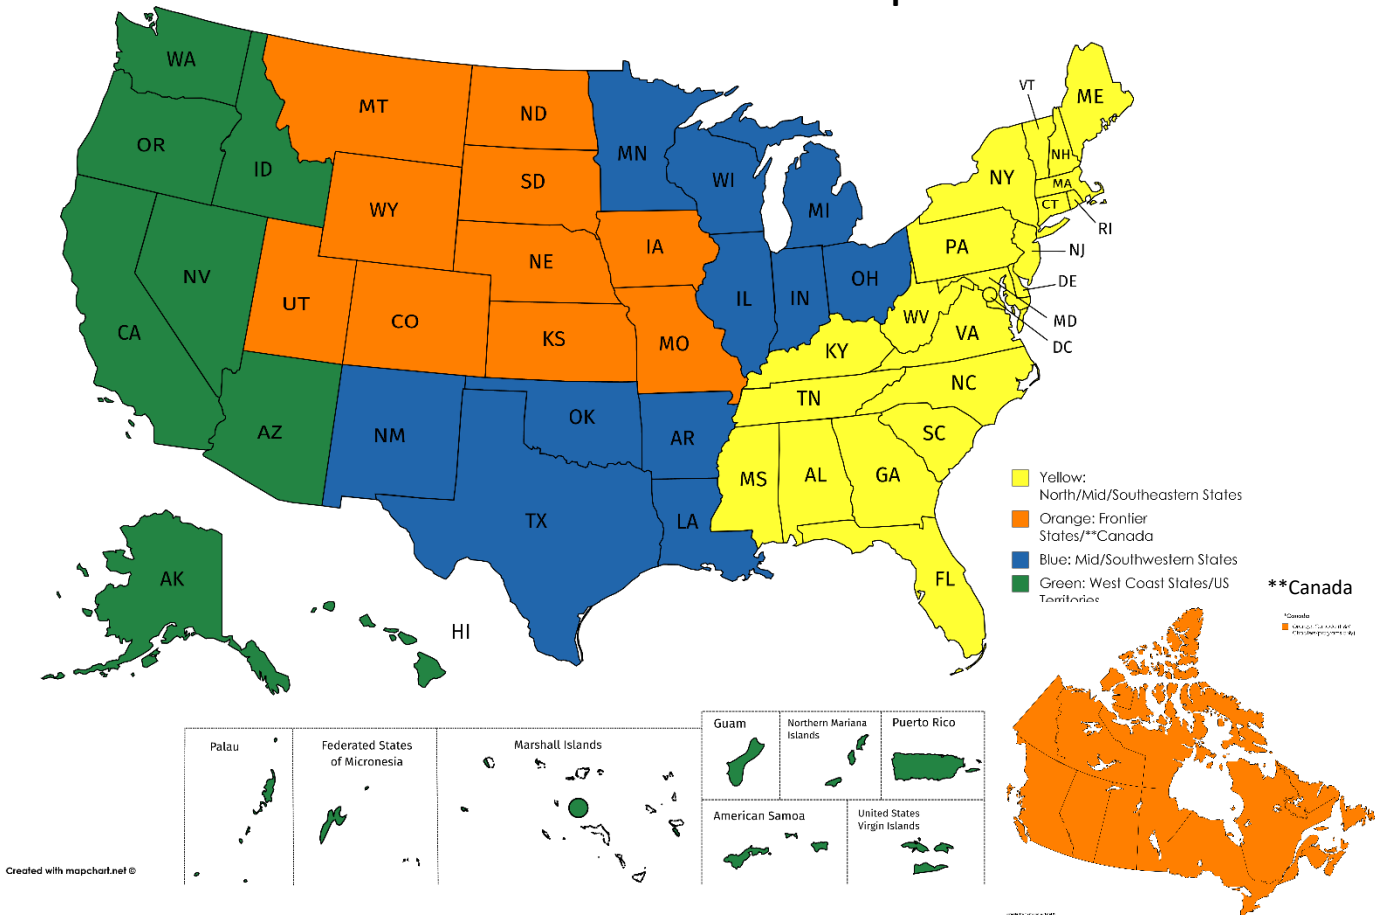 WA
OR
ID
MT
ND
MN
SD
WY
WI
MI
IA
NE
NV
UT
CO
CA
KS
MO
IL
IN
OH
AZ
NM
OK
AR
TX
LA
VT
ME
NH
NY
MA
CT
RI
PA
NJ
DE
MD
DC
WV
VA
KY
NC
TN
SC
MS
AL
GA
FL
AK
HI
Yellow:
North/Mid/Southeastern States
Orange: Frontier
States/**Canada
Blue: Mid/Southwestern States
Green: West Coast States/US
Territories
**Canada
*Canada
Palau
Federated States
of Micronesia
Marshall Islands
Guam
Northern Mariana
Islands
Puerto Rico
American Samoa
United States
Virgin Islands
Created with mapchart.net ©